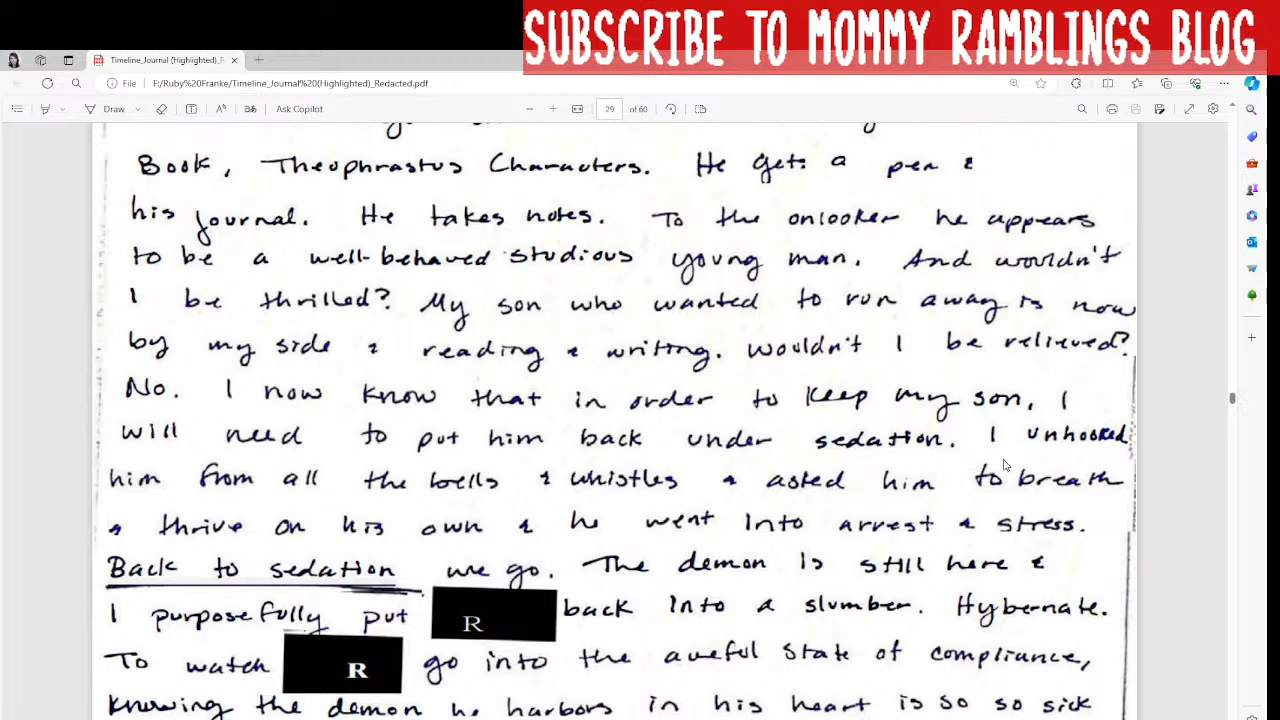 SUBSCRIBE TO MOMMY RAMBLINGS BLOG
Timeline_Journal (Highlighted)_R
File F:/Ruby%20Franke/Timeline_Journal%20(Highlighted)_Redacted.pdf
Draw Ask Copilot 29 of 60
Book, Theophrastus Characters. He gets a pen &
his journal. He takes notes. To the onlooker he appears
to be a well-behaved studious young man. And wouldn't
I be thrilled? My son who wanted to run away is now
by my side & reading & writing. Wouldn't I be relieved?
No. I now know that in order to keep my son, I
will need to put him back under sedation. I unhooked
him from all the bells & whistles & asked him to breath
& thrive on his own & he went into arrest & stress.
Back to sedation we go. The demon is still here &
I purposefully put R back into a slumber. Hybernate.
To watch R go into the aweful state of compliance,
knowing the demon he harbors in his heart is so so sick